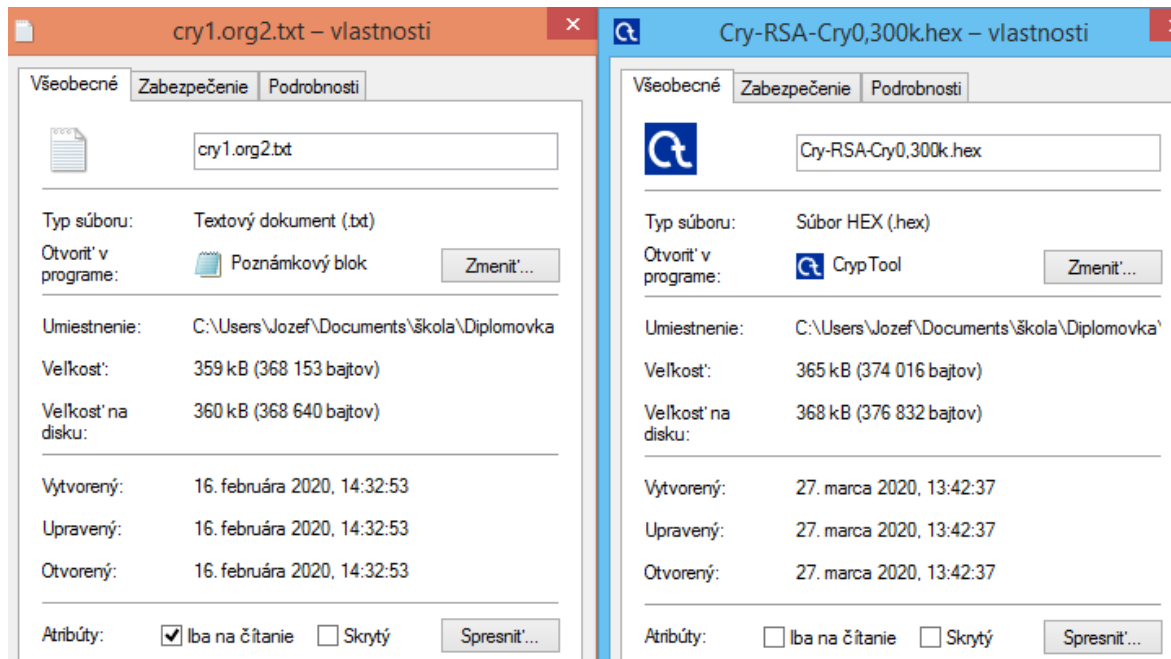 cry1.org2.txt – vlastnosti
Všeobecné Zabezpečenie Podrobnosti
cry1.org2.txt
Typ súboru: Textový dokument (.txt)
Otvoriť v programe: Poznámkový blok Zmeniť...
Umiestnenie: C:\Users\Jozef\Documents\škola\Diplomovka
Veľkosť: 359 kB (368 153 bajtov)
Veľkosť na disku: 360 kB (368 640 bajtov)
Vytvorený: 16. februára 2020, 14:32:53
Upravený: 16. februára 2020, 14:32:53
Otvorený: 16. februára 2020, 14:32:53
Atribúty: Iba na čítanie Skrytý Spresniť...
Cry-RSA-Cry0,300k.hex – vlastnosti
Všeobecné Zabezpečenie Podrobnosti
Cry-RSA-Cry0,300k.hex
Typ súboru: Súbor HEX (.hex)
Otvoriť v programe: CrypTool Zmeniť...
Umiestnenie: C:\Users\Jozef\Documents\škola\Diplomovka\
Veľkosť: 365 kB (374 016 bajtov)
Veľkosť na disku: 368 kB (376 832 bajtov)
Vytvorený: 27. marca 2020, 13:42:37
Upravený: 27. marca 2020, 13:42:37
Otvorený: 27. marca 2020, 13:42:37
Atribúty: Iba na čítanie Skrytý Spresniť...